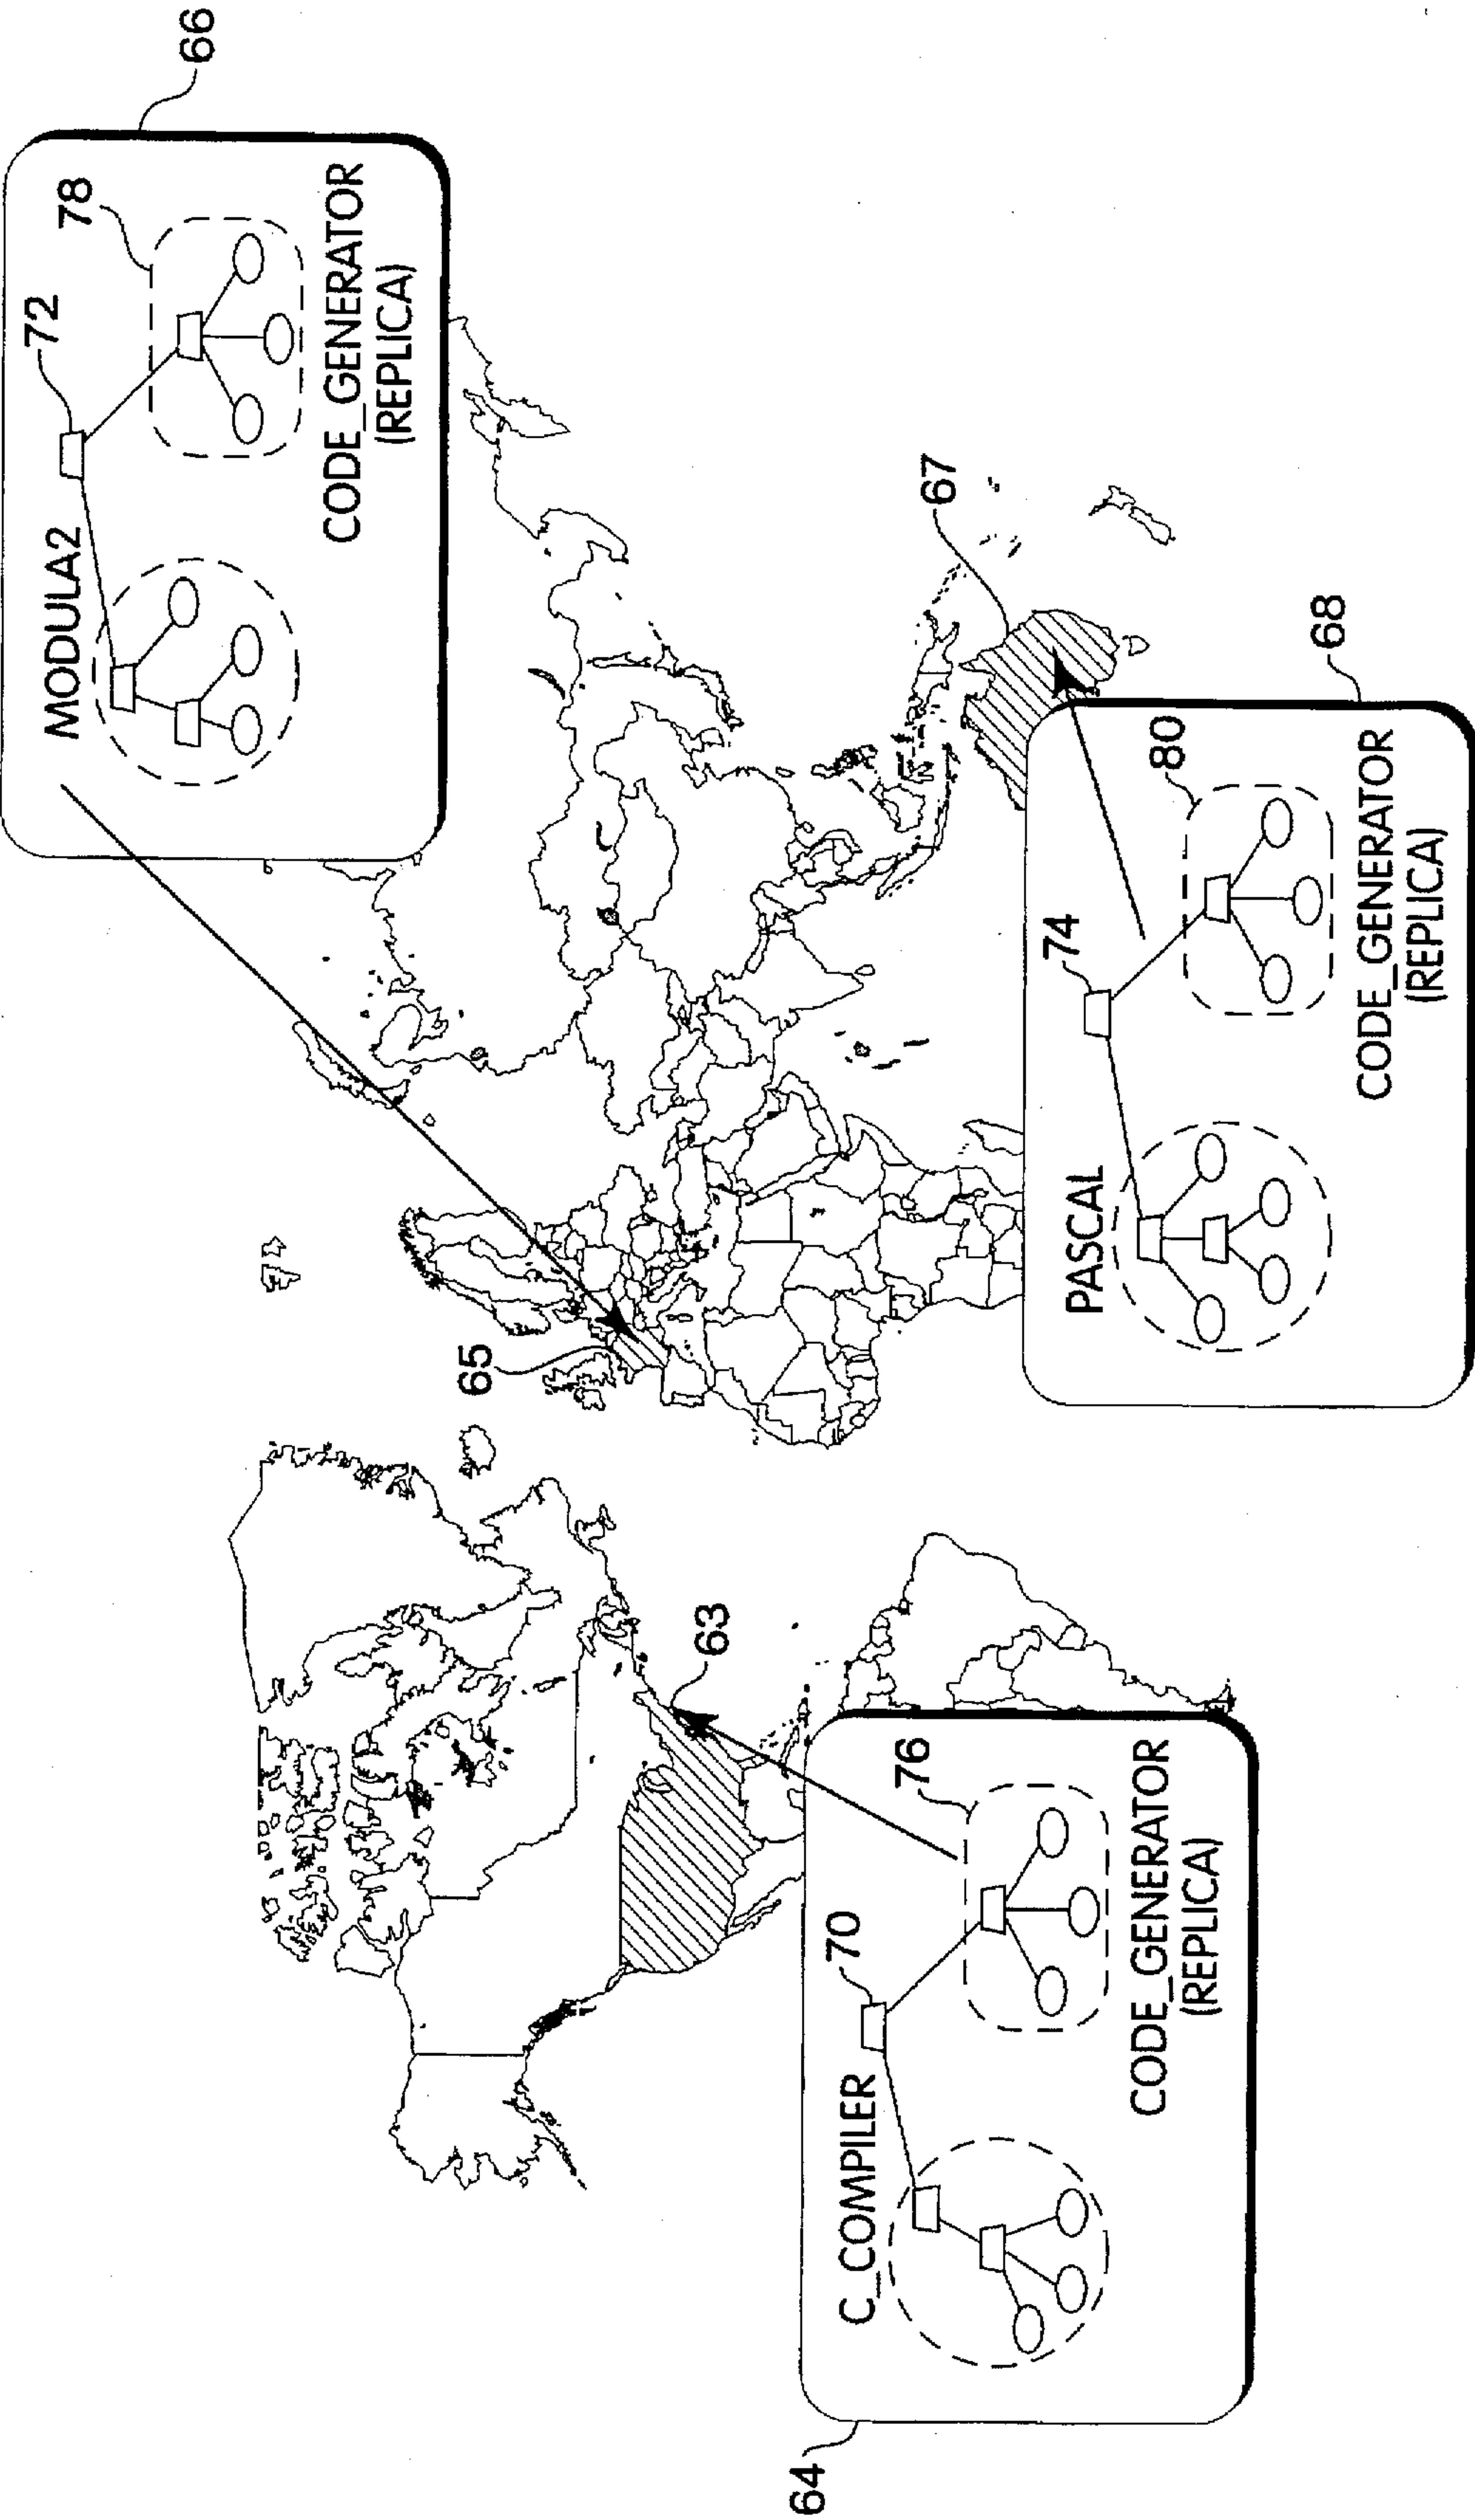 66
72
78
MODULA2
CODE_GENERATOR
(REPLICA)
65
67
63
64
C_COMPILER
70
76
CODE_GENERATOR
(REPLICA)
68
PASCAL
74
80
CODE_GENERATOR
(REPLICA)